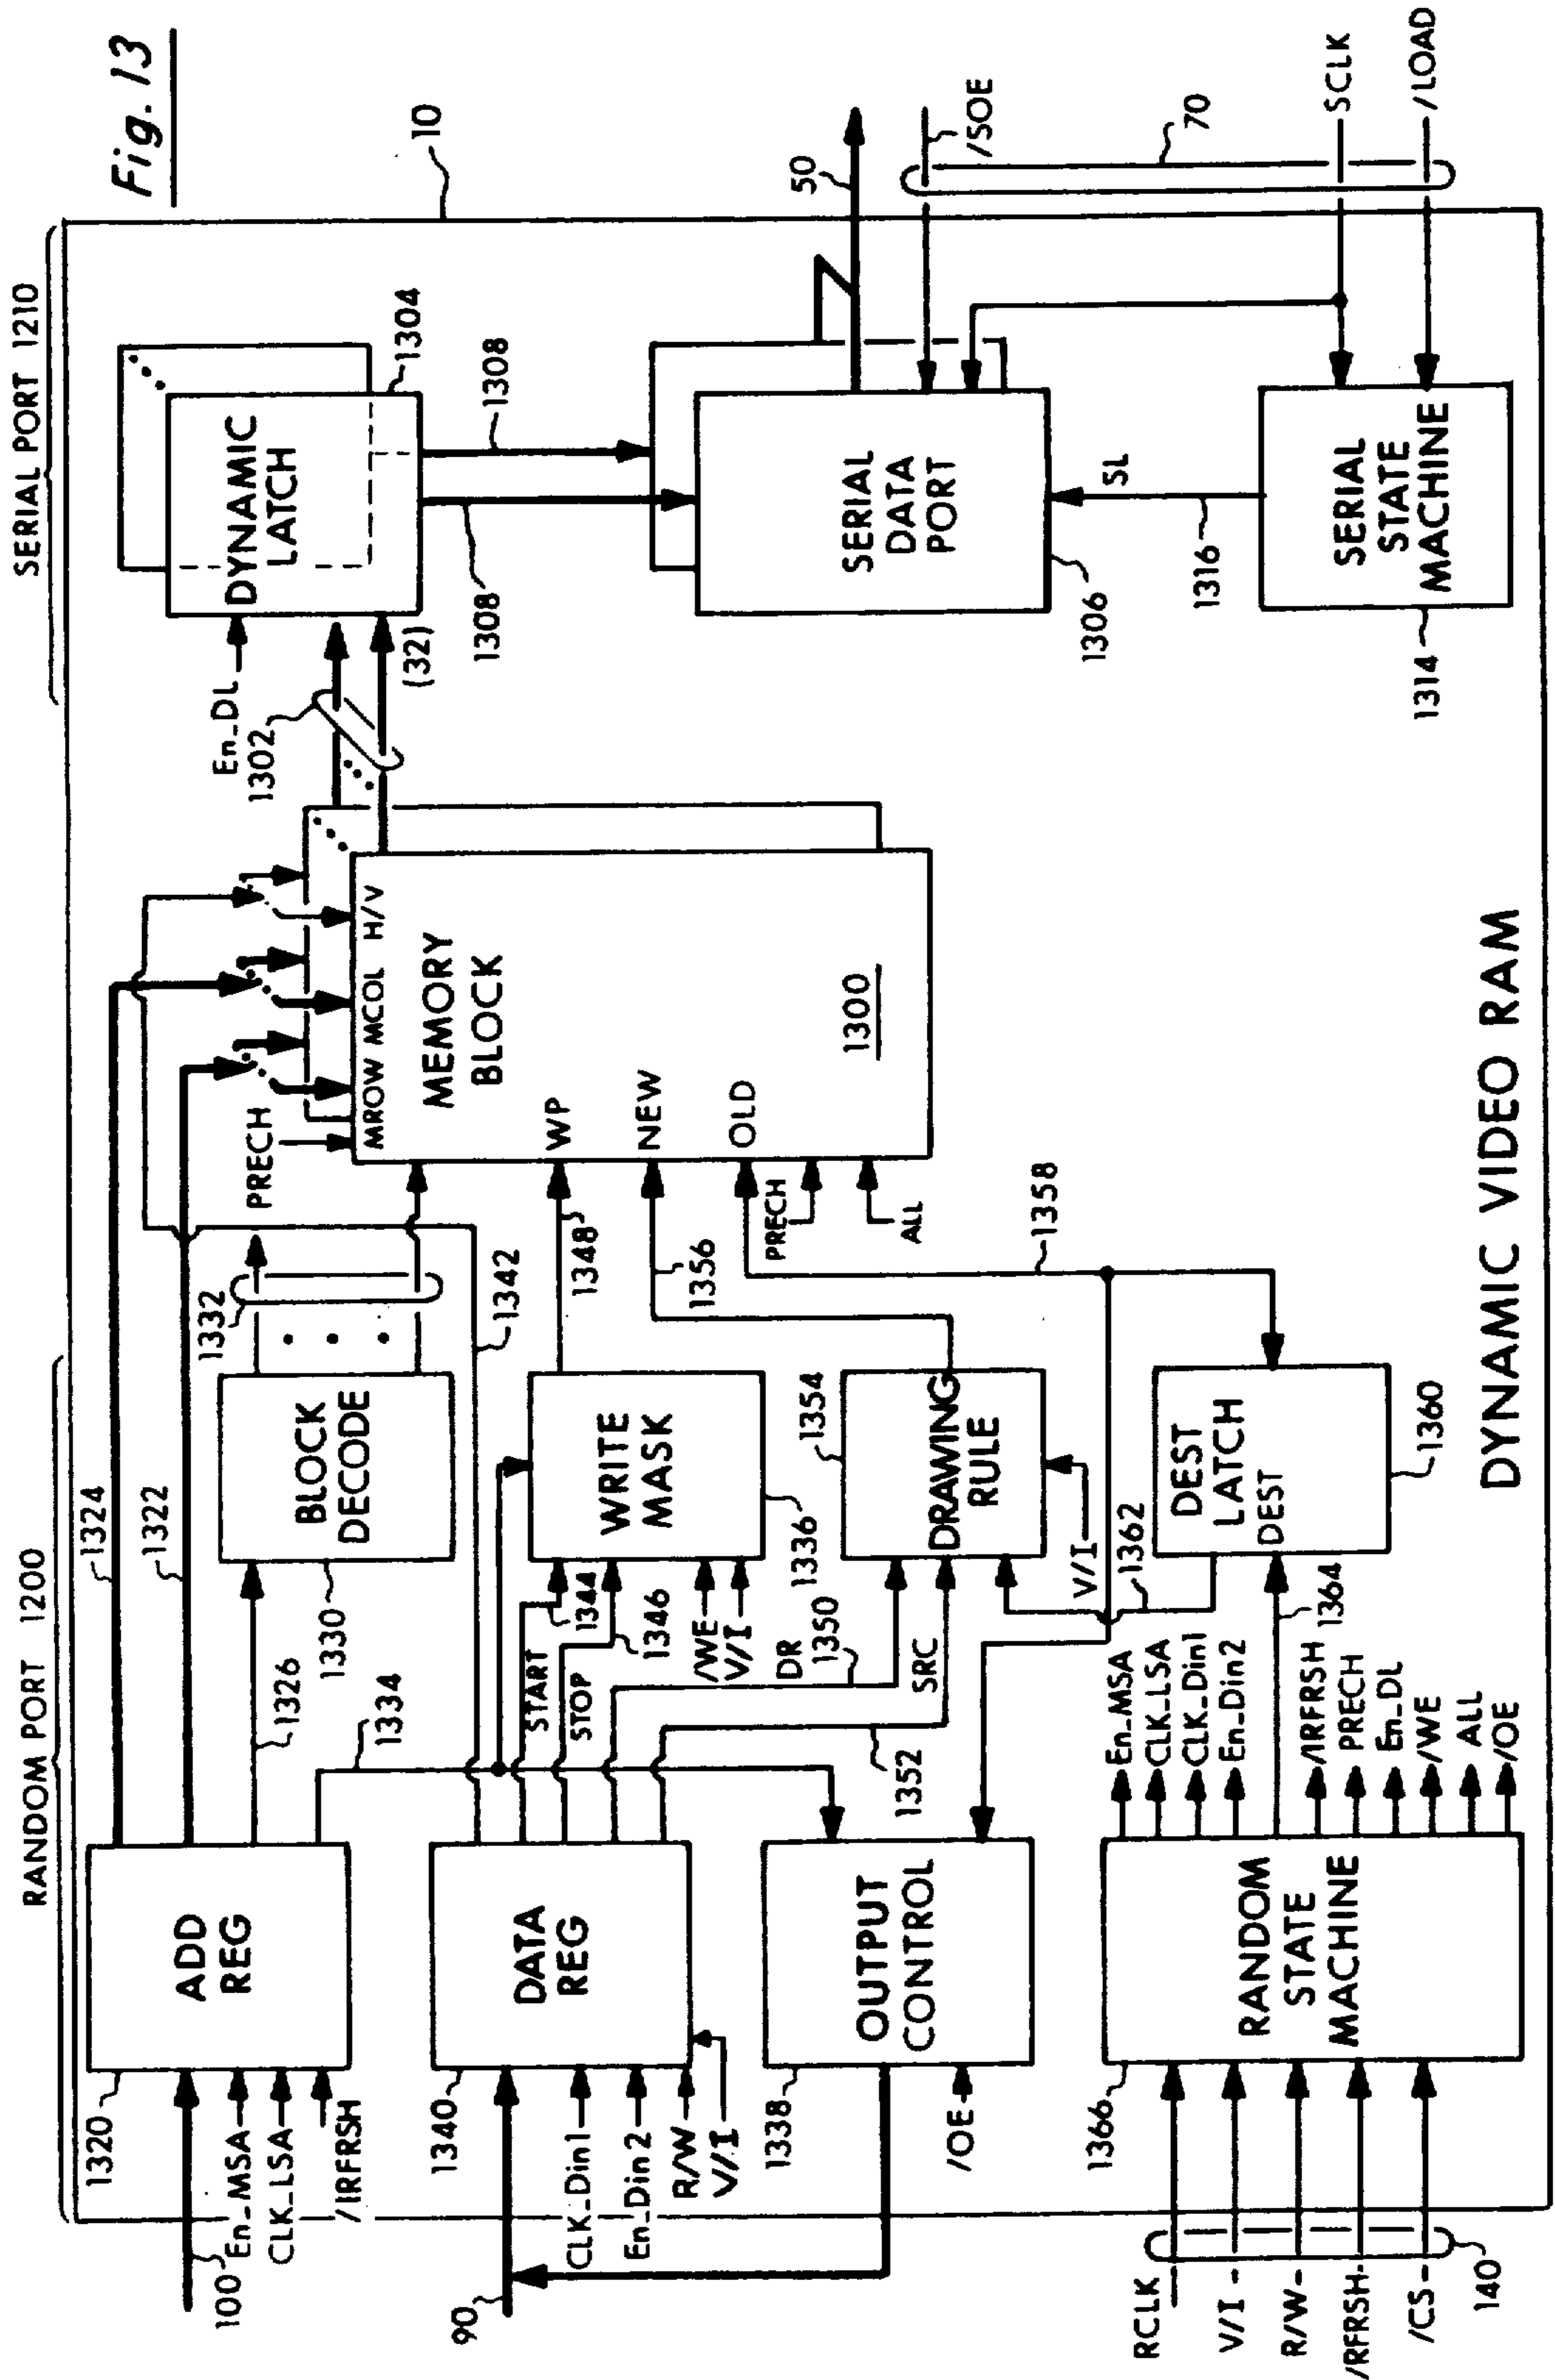 Fig. 13
SERIAL PORT 1210
RANDOM PORT 1200
10
1324
1322
1320
ADD
REG
100
En_MSA
CLK_LSA
/IRFRSH
1326
1334
1330
BLOCK
DECODE
1332
PRECH
1342
MROW MCOL H/V
MEMORY
BLOCK
1300
WP
NEW
OLD
PRECH
ALL
En_DL
1302
(32)
DYNAMIC
LATCH
1304
1308
1308
SERIAL
DATA
PORT
1306
50
/SOE
70
SCLK
/LOAD
SL
1316
SERIAL
STATE
MACHINE
1314
1340
DATA
REG
90
CLK_Din1
En_Din2
R/W
V/I
START
STOP
1344
1346
/WE
V/I
WRITE
MASK
1336
1348
1356
DR
1350
SRC
1352
1354
DRAWING
RULE
V/I
1358
1362
DEST
LATCH
DEST
1360
1364
1338
OUTPUT
CONTROL
/OE
1366
RANDOM
STATE
MACHINE
RCLK
V/I
R/W
/RFRSH
/CS
140
En_MSA
CLK_LSA
CLK_Din1
En_Din2
/IRFRSH
PRECH
En_DL
/WE
ALL
/OE
DYNAMIC VIDEO RAM